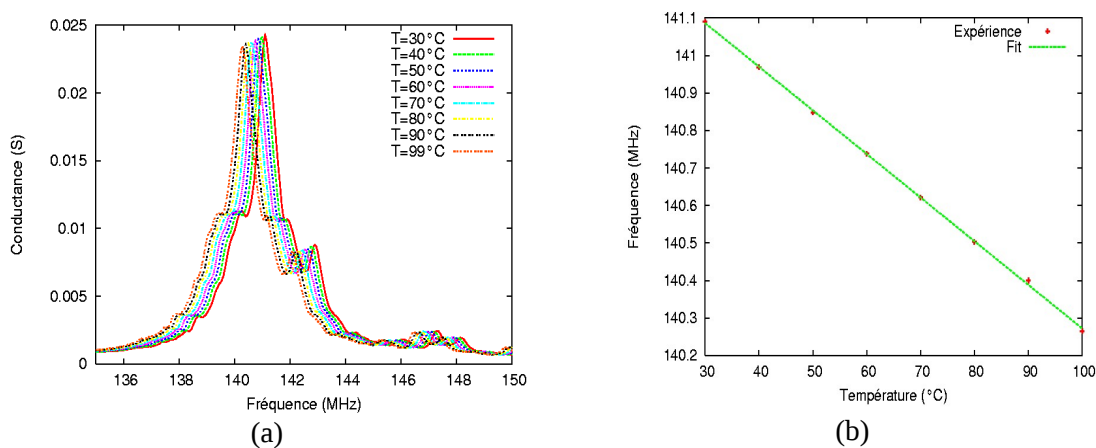 0.025
0.02
0.015
0.01
0.005
0
Conductance (S)
T=30°C
T=40°C
T=50°C
T=60°C
T=70°C
T=80°C
T=90°C
T=99°C
136 138 140 142 144 146 148 150
Fréquence (MHz)
(a)
141.1
141
140.9
140.8
140.7
140.6
140.5
140.4
140.3
140.2
Fréquence (MHz)
Expérience
Fit
30 40 50 60 70 80 90 100
Température (°C)
(b)